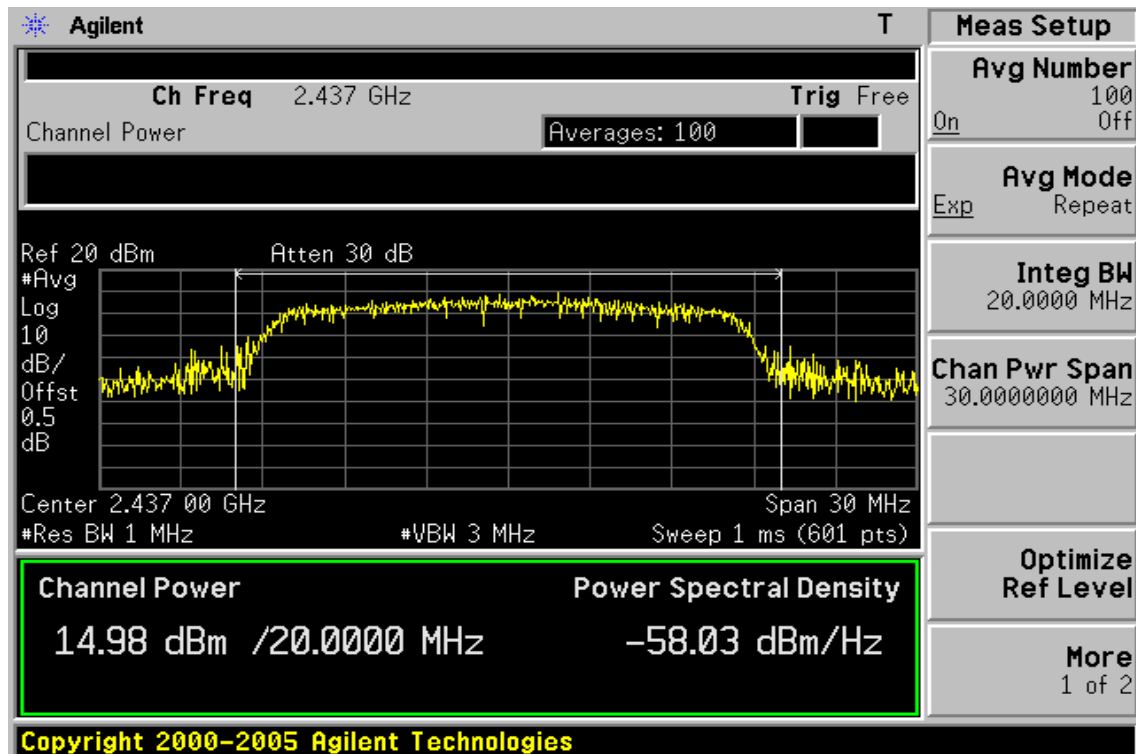 Agilent T
Ch Freq 2.437 GHz Trig Free
Channel Power Averages: 100
Ref 20 dBm Atten 30 dB
#Avg
Log
10
dB/
Offst
0.5
dB
Center 2.437 00 GHz Span 30 MHz
#Res BW 1 MHz #VBW 3 MHz Sweep 1 ms (601 pts)
Channel Power Power Spectral Density
14.98 dBm /20.0000 MHz -58.03 dBm/Hz
Copyright 2000-2005 Agilent Technologies
Meas Setup
Avg Number
100
On Off
Avg Mode
Exp Repeat
Integ BW
20.0000 MHz
Chan Pwr Span
30.0000000 MHz
Optimize
Ref Level
More
1 of 2